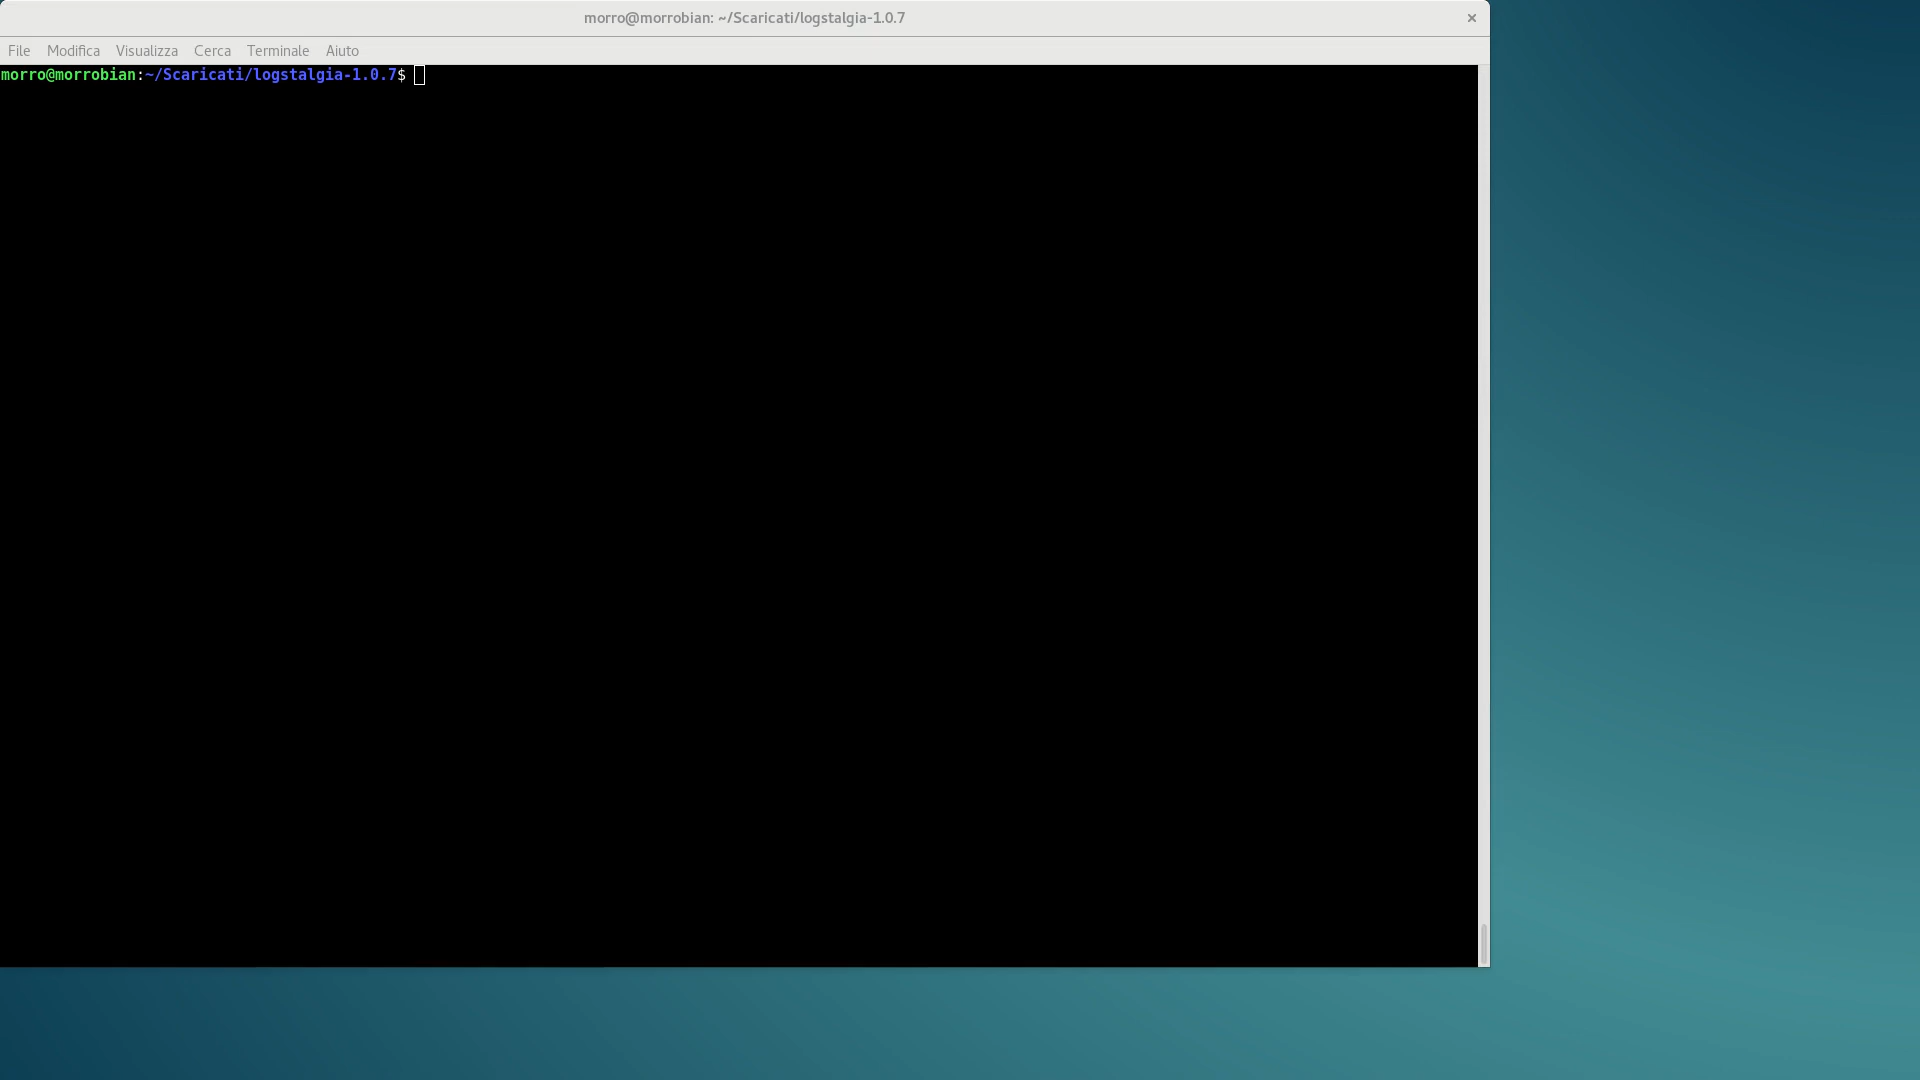 morro@morrobian: ~/Scaricati/logstalgia-1.0.7 ×
File Modifica Visualizza Cerca Terminale Aiuto
morro@morrobian:~/Scaricati/logstalgia-1.0.7$